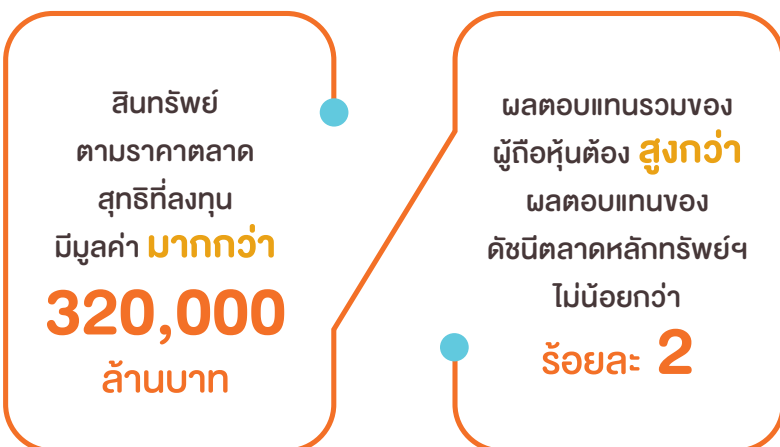 สินทรัพย์
ตามราคาตลาด
สุทธิที่ลงทุน
มีมูลค่า มากกว่า
320,000
ล้านบาท
ผลตอบแทนรวมของ
ผู้ถือหุ้นต้อง สูงกว่า
ผลตอบแทนของ
ดัชนีตลาดหลักทรัพย์ฯ
ไม่น้อยกว่า
ร้อยละ 2